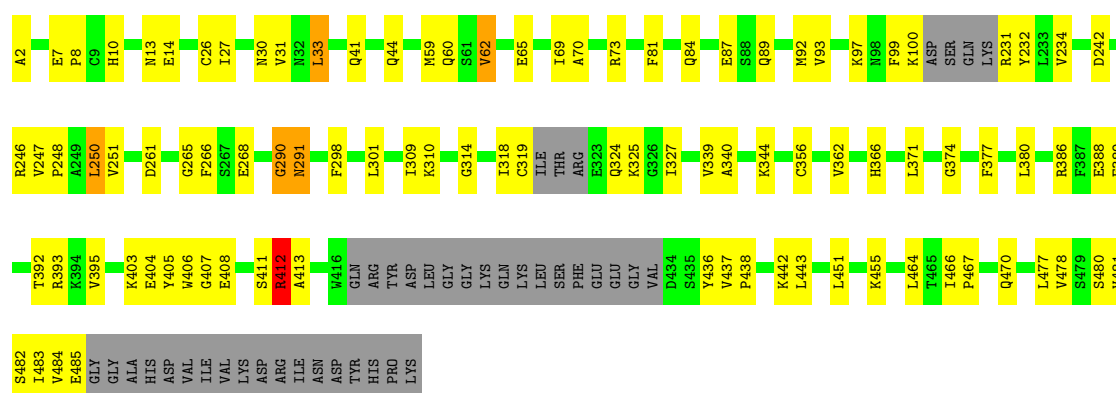 A2 E7 P8 C9 H10 N13 E14 C26 I27 N30 V31 N32 L33 Q41 Q44 M59 Q60 S61 V62 E65 I69 A70 R73 F81 Q84 E87 S88 Q89 M92 V93 K97 N98 F99 K100 ASP SER GLN LYS R231 Y232 L233 V234 D242
R246 V247 P248 A249 L250 V251 D261 G265 F266 S267 E268 G290 N291 F298 L301 I309 K310 G314 I318 C319 ILE THR ARG E323 Q324 K325 G326 I327 V339 A340 K344 C356 V362 H366 L371 G374 F377 L380 R386 F387 E388
T392 R393 K394 V395 K403 E404 Y405 W406 G407 E408 S411 R412 A413 W416 GLN ARG TYR ASP LEU GLY GLY LYS GLN LYS LEU SER PHE GLU GLU GLY VAL D434 S435 Y436 V437 P438 K442 L443 L451 K455 L464 T465 I466 P467 Q470 L477 V478 S479 S480
S482 I483 V484 E485 GLY GLY ALA HIS ASP VAL ILE VAL LYS ASP ARG ILE ASN ASP TYR HIS PRO LYS